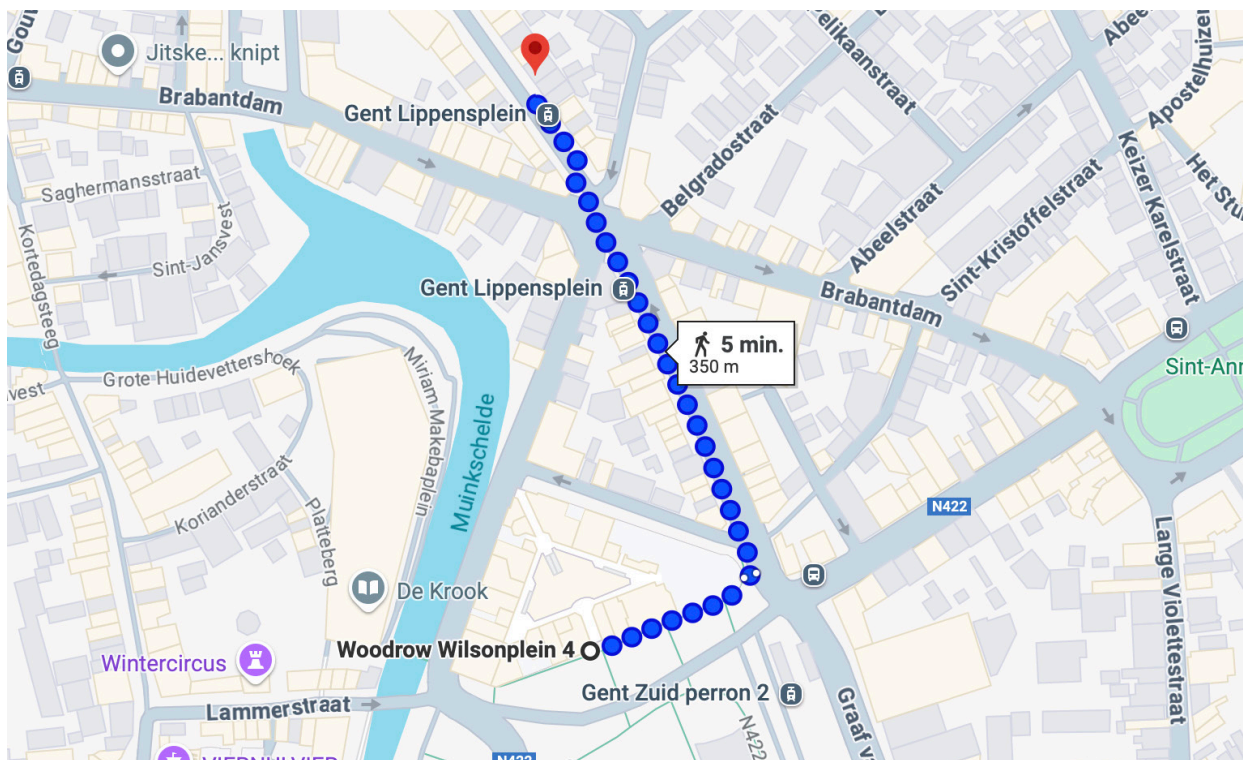 Jitske... knipt
Brabantdam
Gent Lippensplein
Belgradostraat
Abeelstraat
Sint-Kristoffelstraat
Keizer Karelstraat
Apostelhuizen
Saghermansstraat
Sint-Jansvest
Kortedagsteeg
Gent Lippensplein
Brabantdam
5 min.
350 m
Sint-Ann
Grote Huidevettershoek
Miriam-Makebaplein
Muinkschelde
Korianderstraat
Platteberg
N422
De Krook
Lange Violettestraat
Woodrow Wilsonplein 4
Wintercircus
Gent Zuid perron 2
Lammerstraat
N422
Graaf v